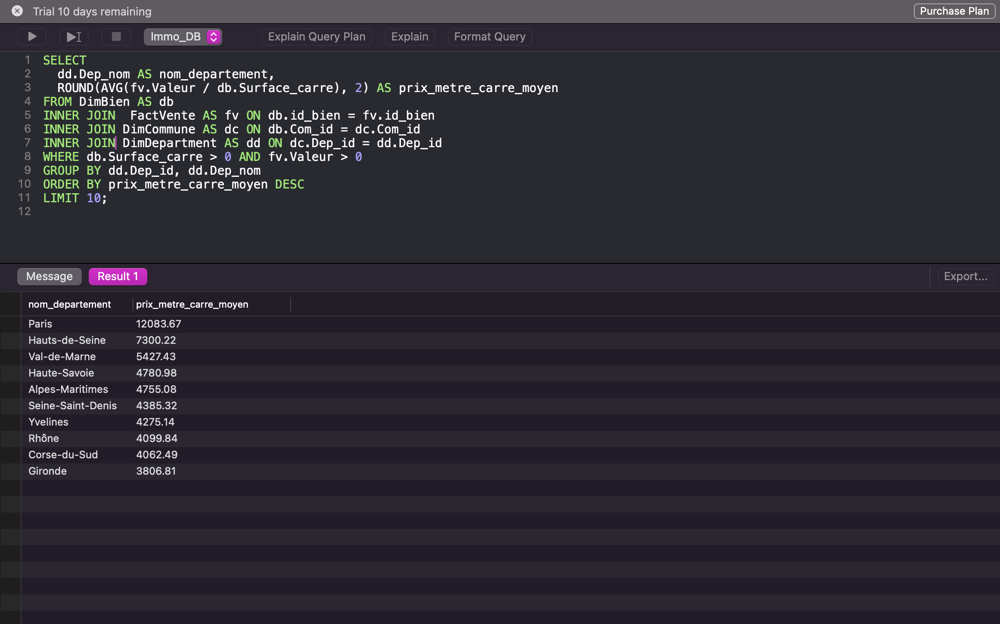 Trial 10 days remaining
Purchase Plan
Immo_DB
Explain Query Plan
Explain
Format Query
1 SELECT
2   dd.Dep_nom AS nom_departement,
3   ROUND(AVG(fv.Valeur / db.Surface_carre), 2) AS prix_metre_carre_moyen
4 FROM DimBien AS db
5 INNER JOIN  FactVente AS fv ON db.id_bien = fv.id_bien
6 INNER JOIN DimCommune AS dc ON db.Com_id = dc.Com_id
7 INNER JOIN DimDepartment AS dd ON dc.Dep_id = dd.Dep_id
8 WHERE db.Surface_carre > 0 AND fv.Valeur > 0
9 GROUP BY dd.Dep_id, dd.Dep_nom
10 ORDER BY prix_metre_carre_moyen DESC
11 LIMIT 10;
12
Message
Result 1
Export...
nom_departement prix_metre_carre_moyen
Paris 12083.67
Hauts-de-Seine 7300.22
Val-de-Marne 5427.43
Haute-Savoie 4780.98
Alpes-Maritimes 4755.08
Seine-Saint-Denis 4385.32
Yvelines 4275.14
Rhône 4099.84
Corse-du-Sud 4062.49
Gironde 3806.81